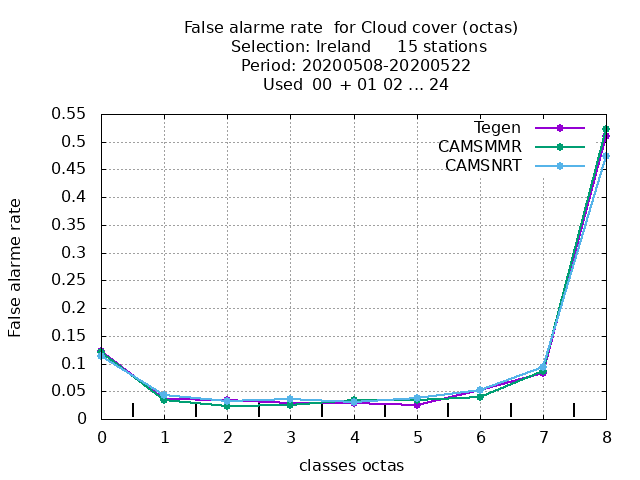 False alarme rate  for Cloud cover (octas)
Selection: Ireland     15 stations
Period: 20200508-20200522
Used  00 + 01 02 ... 24
Tegen
CAMSMMR
CAMSNRT
0.55
0.5
0.45
0.4
0.35
0.3
0.25
0.2
0.15
0.1
0.05
0
False alarme rate
0 1 2 3 4 5 6 7 8
classes octas